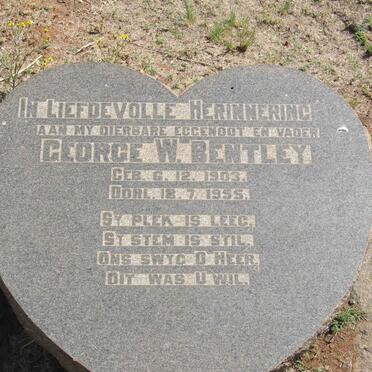 IN LIEFDEVOLLE HERINNERING
AAN MY DIERBARE EGGENOOT EN VADER
GEORGE W. BENTLEY
GEB. 6. 12. 1903.
OORL. 18. 7. 1955.
SY PLEK IS LEEG.
SY STEM IS STIL.
ONS SWYG O HEER,
DIT WAS U WIL.